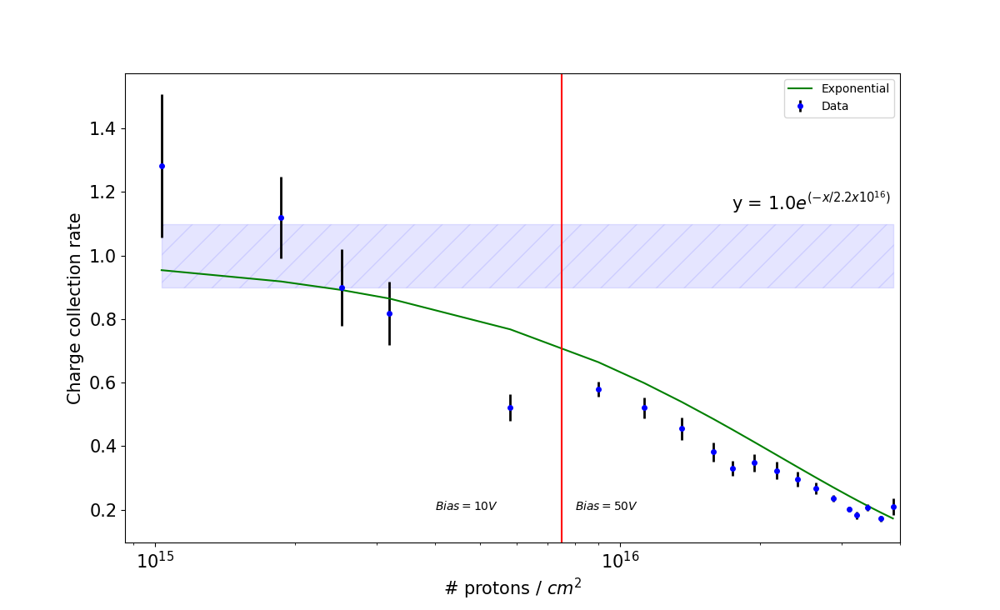 Exponential
Data
y = 1.0e^(-x/2.2x10^16)
Charge collection rate
1.4
1.2
1.0
0.8
0.6
0.4
0.2
Bias = 10V
Bias = 50V
10^15
10^16
# protons / cm^2